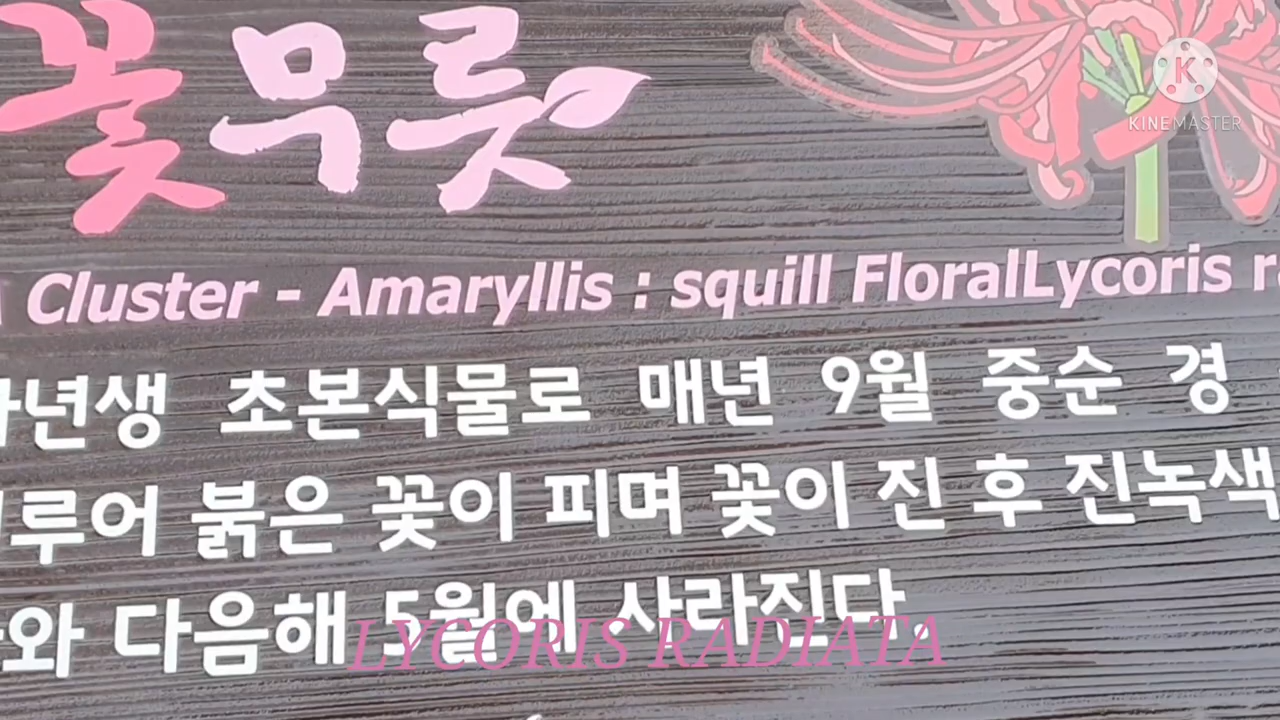 꽃무릇
KINEMASTER
Cluster - Amaryllis : squill FloralLycoris r
년생 초본식물로 매년 9월 중순 경
루어 붉은 꽃이 피며 꽃이 진 후 진녹색
와 다음해 5월에 사라진다.
LYCORIS RADIATA